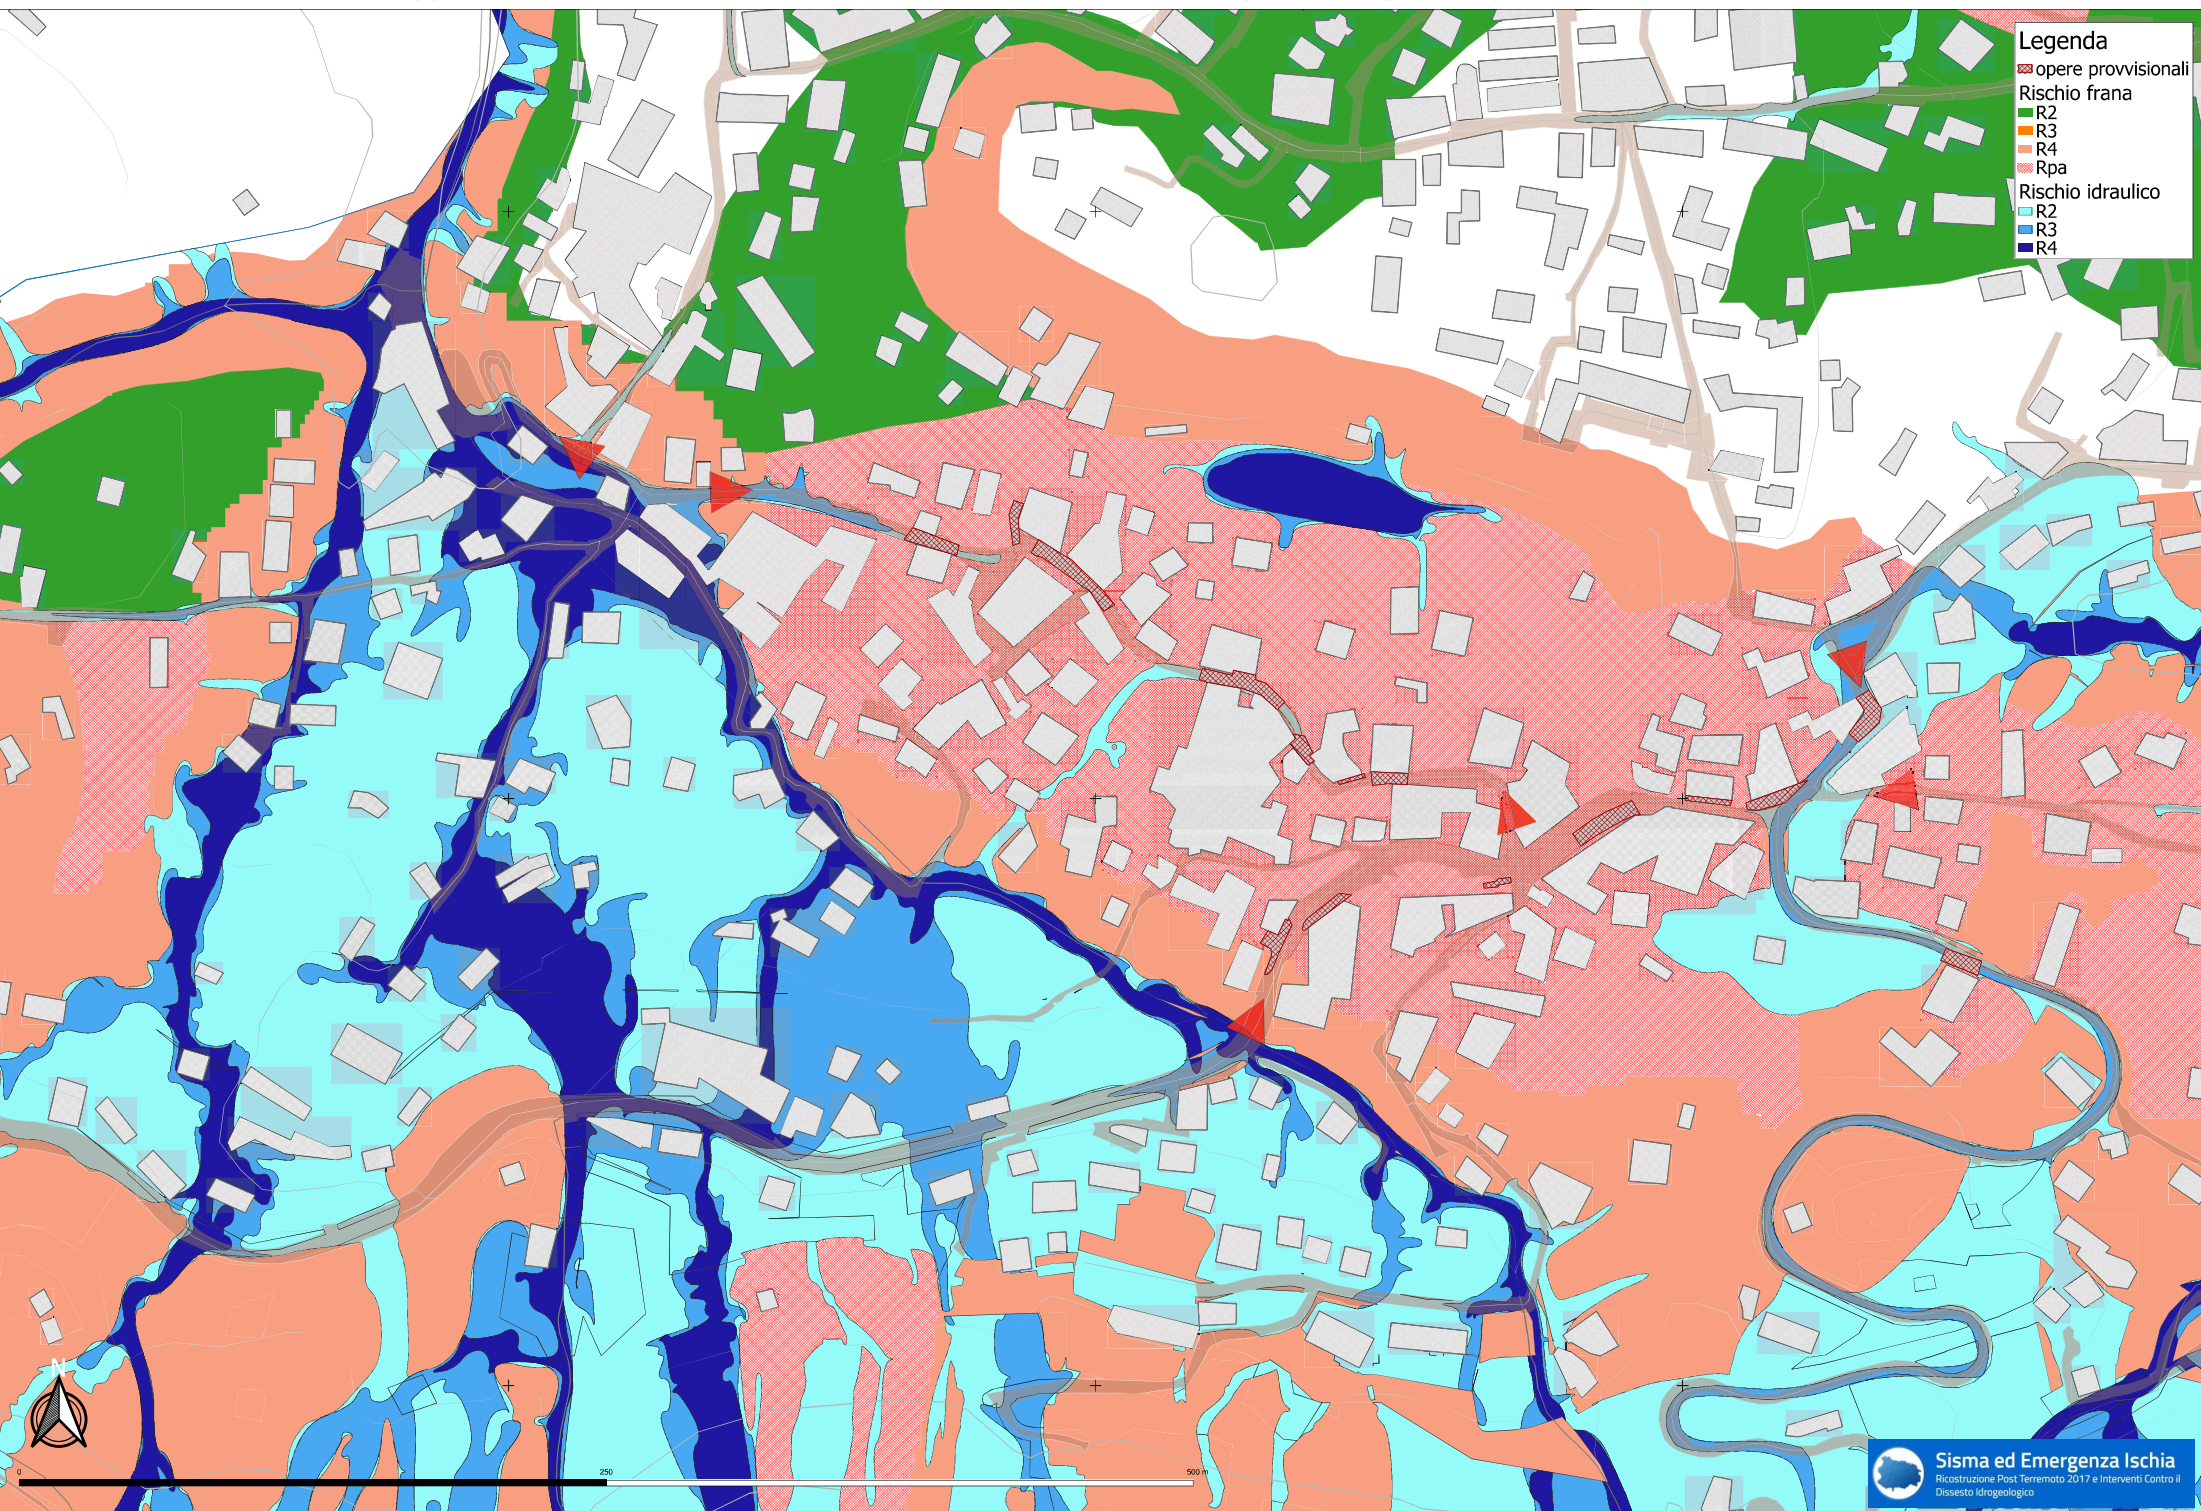 Legenda
opere provvisionali
Rischio frana
R2
R3
R4
Rpa
Rischio idraulico
R2
R3
R4
N
0
250
500 m
Sisma ed Emergenza Ischia
Ricostruzione Post Terremoto 2017 e Interventi Contro il
Dissesto Idrogeologico